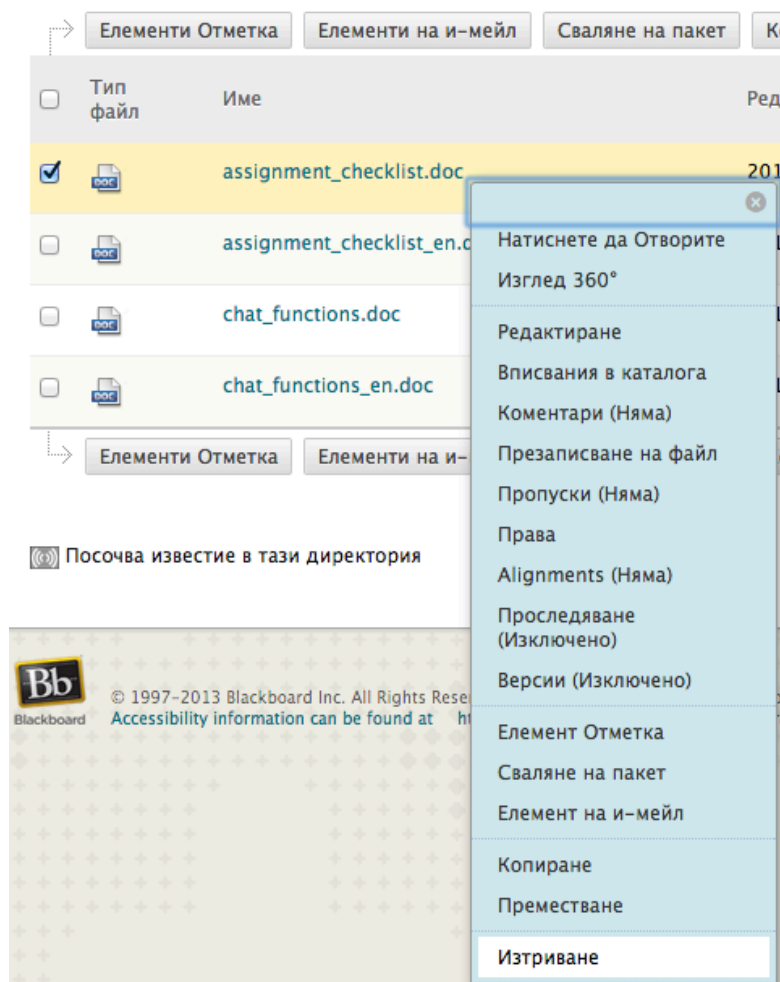 Елементи Отметка Елементи на и-мейл Сваляне на пакет
Тип файл Име
assignment_checklist.doc
Натиснете да Отворите
assignment_checklist_en.
Изглед 360°
chat_functions.doc
Редактиране
Вписвания в каталога
chat_functions_en.doc
Коментари (Няма)
Елементи Отметка Елементи на и-
Презаписване на файл
Пропуски (Няма)
Права
Посочва известие в тази директория
Alignments (Няма)
Проследяване
(Изключено)
Версии (Изключено)
Bb
Blackboard
© 1997-2013 Blackboard Inc. All Rights
Accessibility information can be found at
Елемент Отметка
Сваляне на пакет
Елемент на и-мейл
Копиране
Преместване
Изтриване